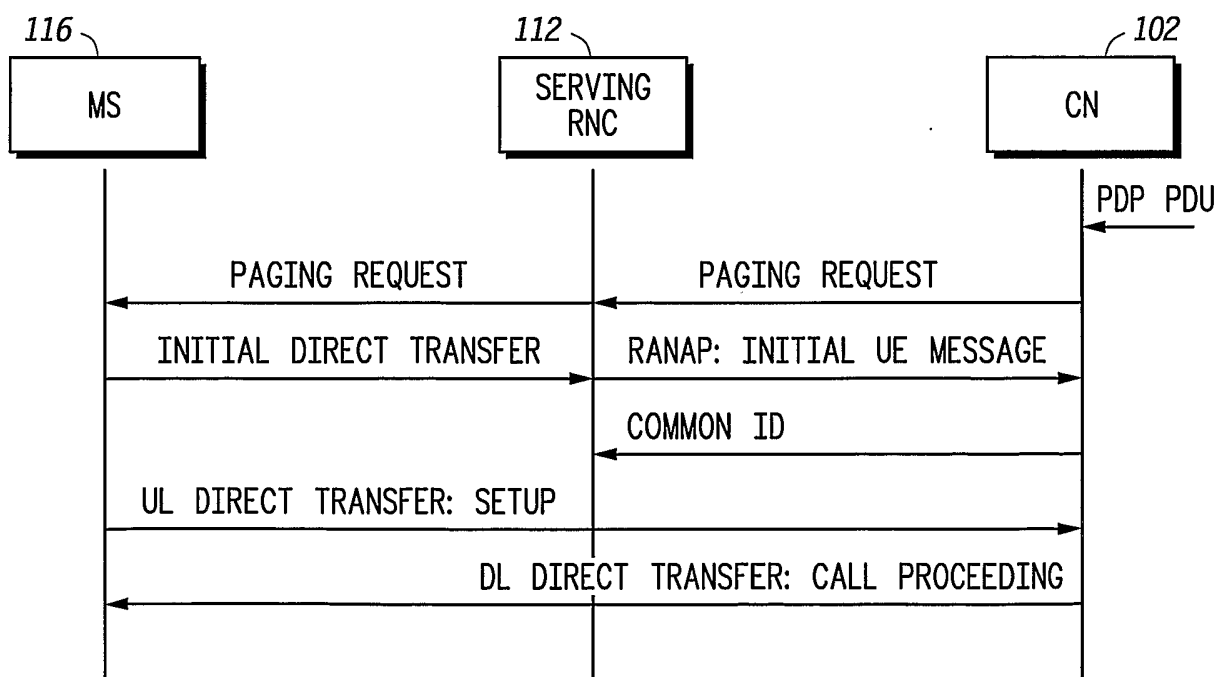 116
112
102
MS
SERVING
RNC
CN
PDP PDU
PAGING REQUEST
PAGING REQUEST
INITIAL DIRECT TRANSFER
RANAP: INITIAL UE MESSAGE
COMMON ID
UL DIRECT TRANSFER: SETUP
DL DIRECT TRANSFER: CALL PROCEEDING